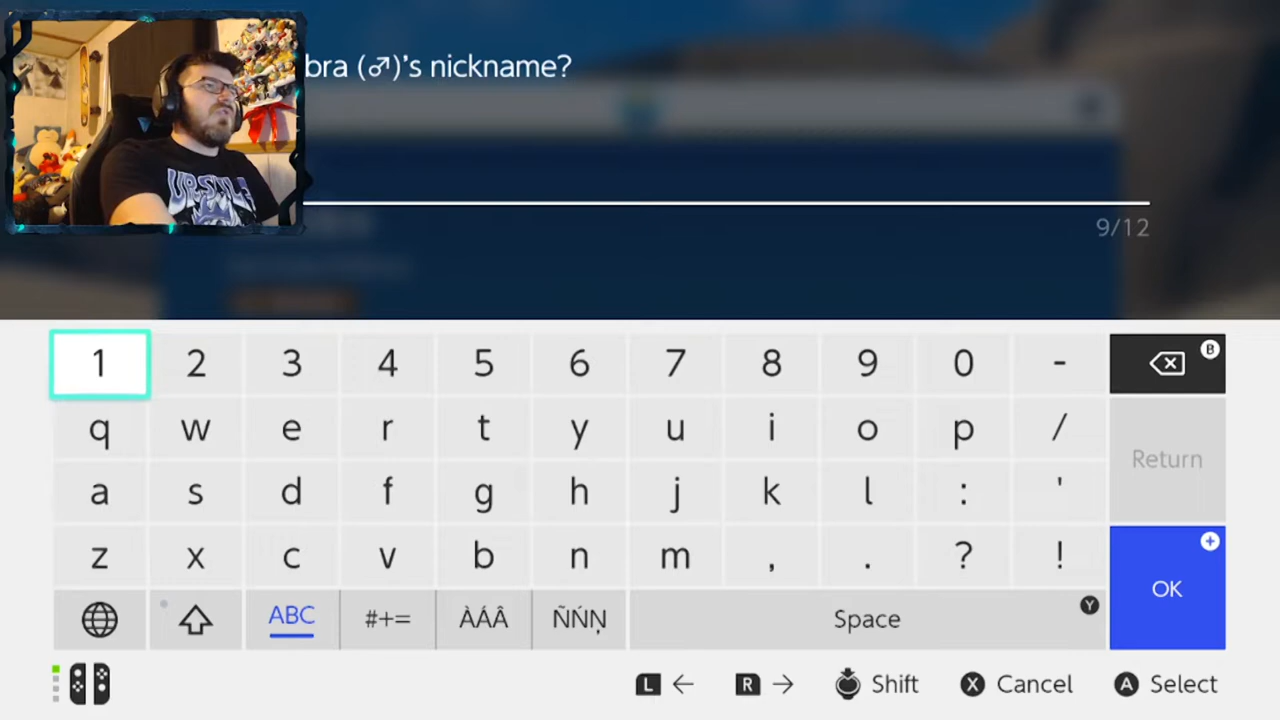 bra (♂)'s nickname?
9/12
1 2 3 4 5 6 7 8 9 0 - B
q w e r t y u i o p /
Return
a s d f g h j k l : '
z x c v b n m , . ? ! +
OK
ABC #+= ÀÁÂ ÑŃŅ Space Y
L ← R → Shift X Cancel A Select